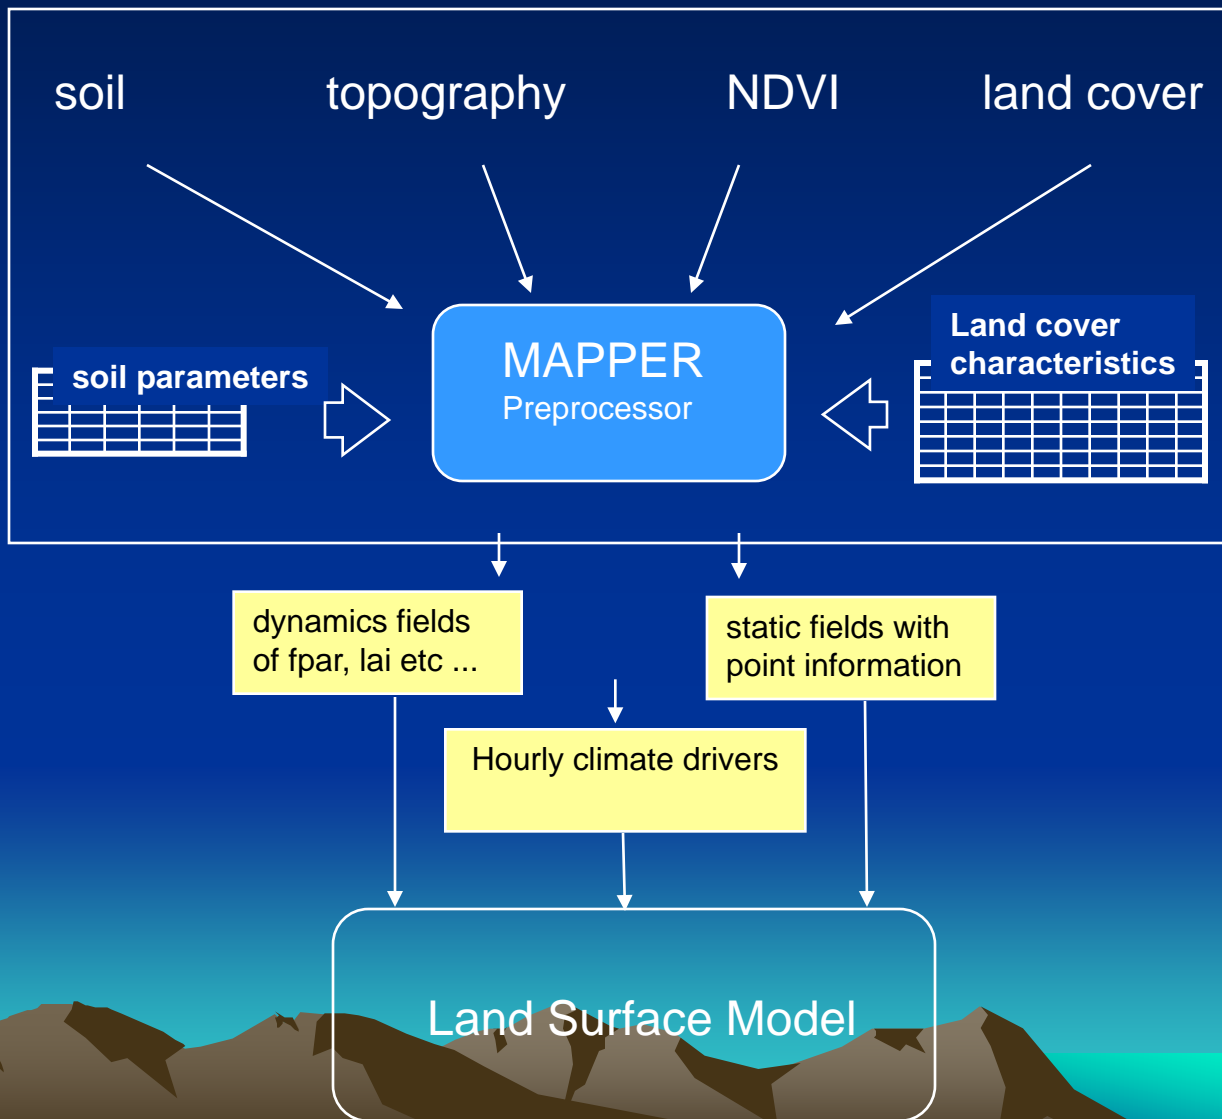 soil
topography
NDVI
land cover
MAPPER
Preprocessor
soil parameters
Land cover
characteristics
dynamics fields
of fpar, lai etc ...
static fields with
point information
Hourly climate drivers
Land Surface Model